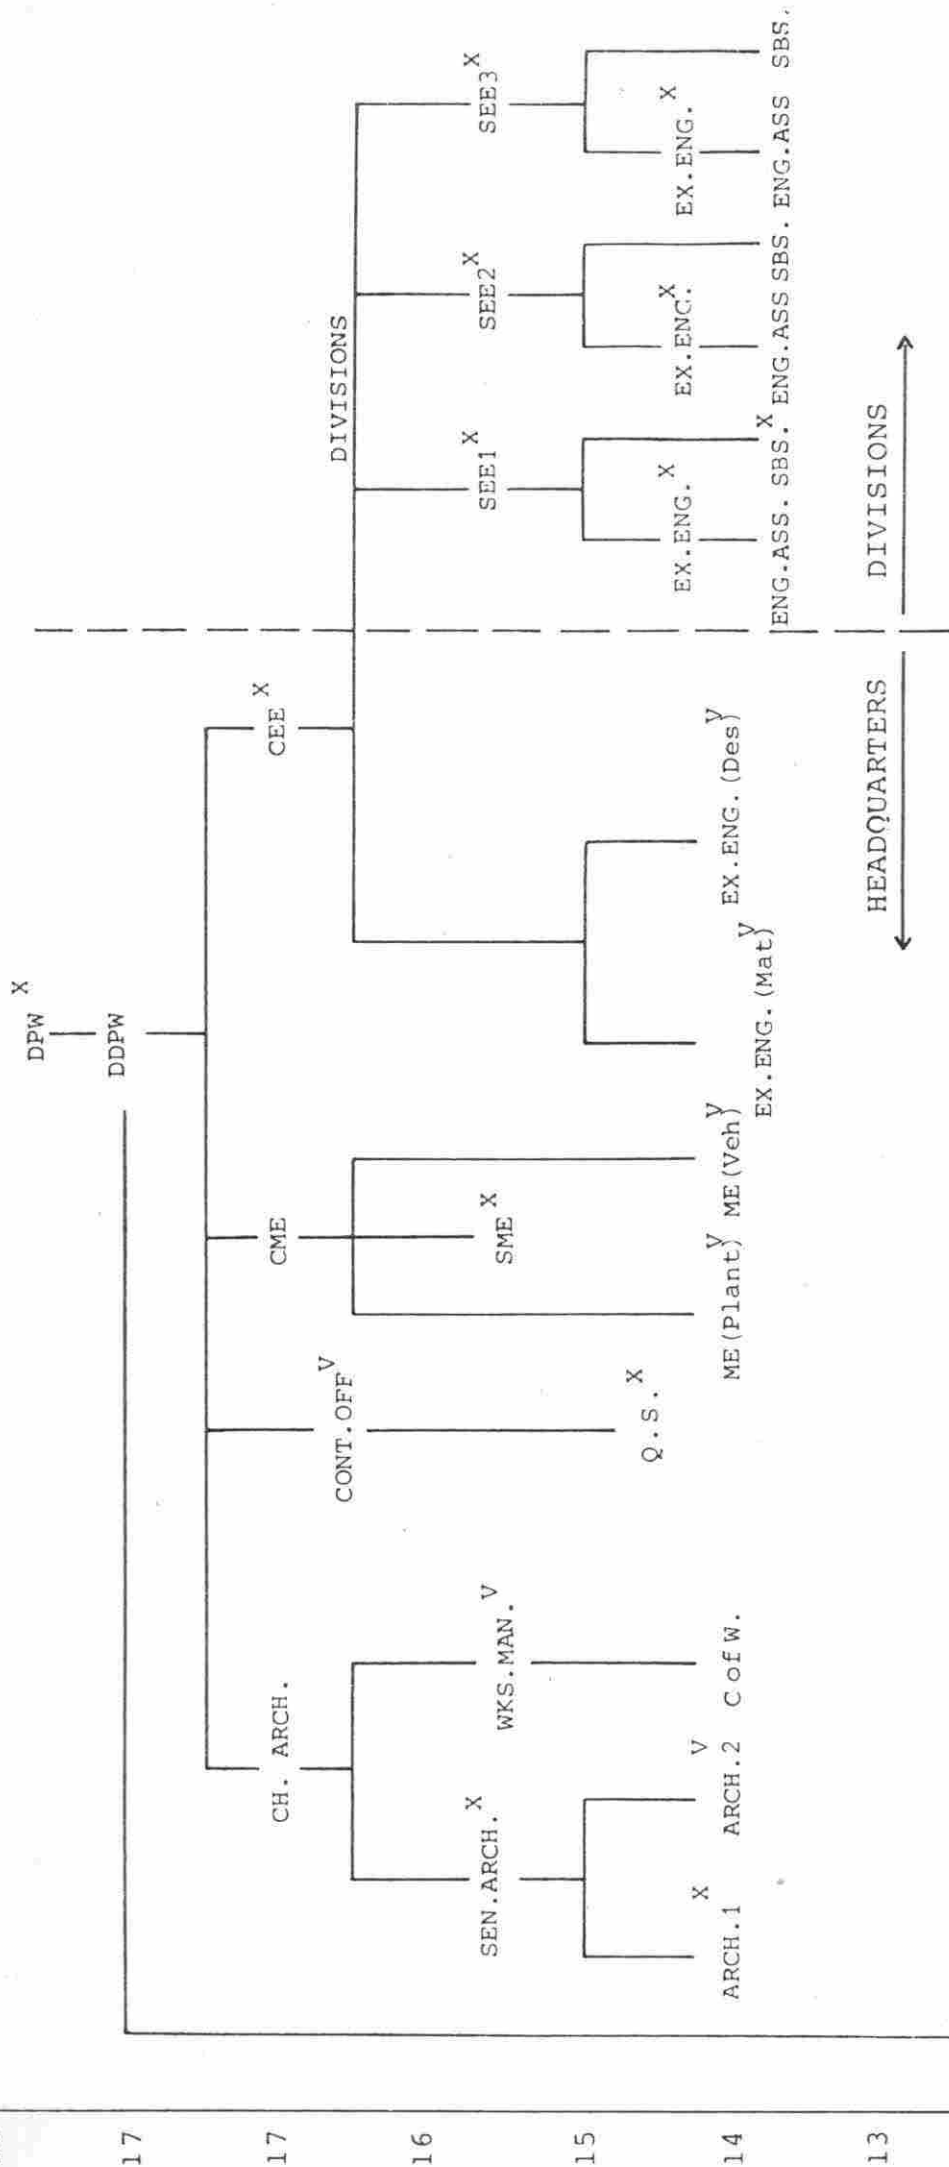 DPW X
17 DDPW
17 CH. ARCH. CME CEE X
CONT.OFF V DIVISIONS
16
SEN.ARCH. X WKS.MAN. V SME X SEE1 X SEE2 X SEE3 X
15
Q.S. X EX.ENG. X EX.ENG. X EX.ENG. X
14 ARCH.1 X ARCH.2 V C of W. ME(Plant) V ME(Veh) V EX.ENG.(Des) V
EX.ENG.(Mat) V ENG.ASS. SBS. X ENG.ASS SBS. ENG.ASS SBS.
13 HEADQUARTERS DIVISIONS